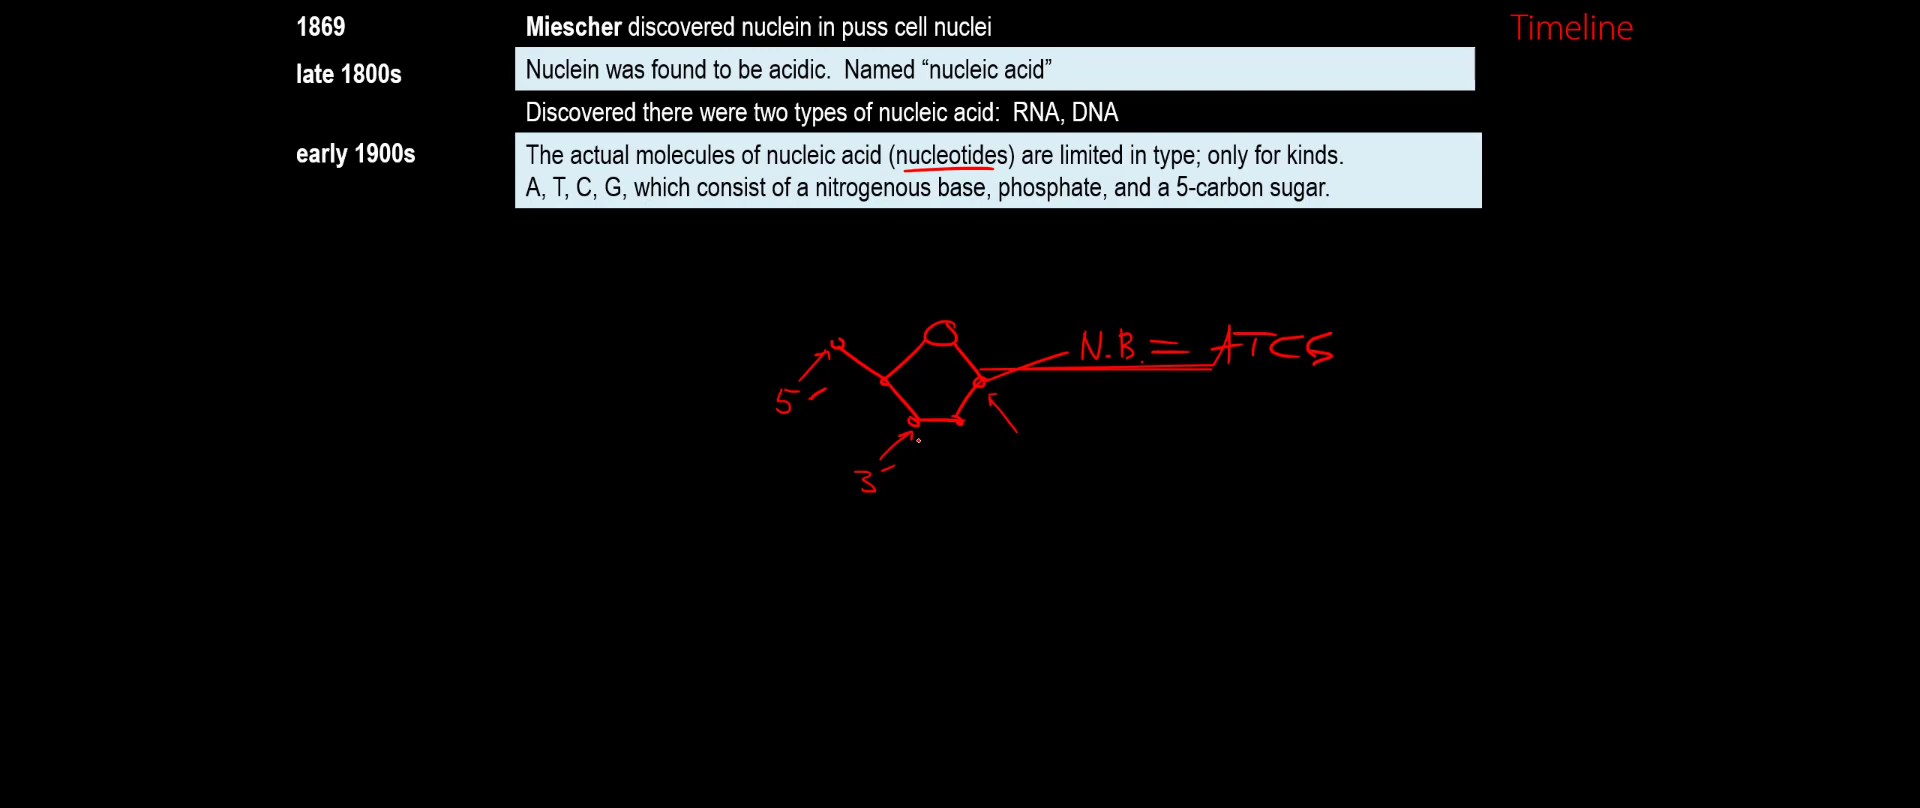 1869 Miescher discovered nuclein in puss cell nuclei Timeline
late 1800s Nuclein was found to be acidic. Named “nucleic acid”
Discovered there were two types of nucleic acid: RNA, DNA
early 1900s The actual molecules of nucleic acid (nucleotides) are limited in type; only for kinds.
A, T, C, G, which consist of a nitrogenous base, phosphate, and a 5-carbon sugar.
N.B. = ATCG
5'
3'